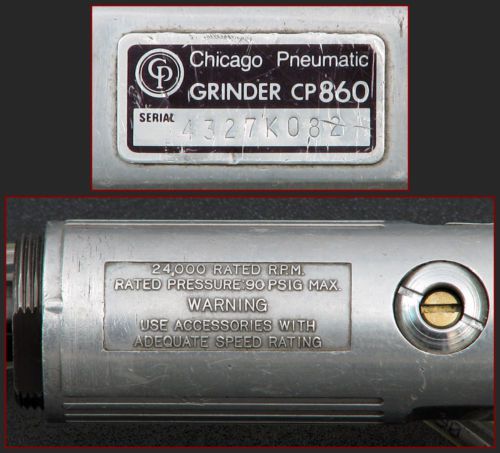 CP
Chicago Pneumatic
GRINDER CP860
SERIAL 4327K082
24,000 RATED R.P.M.
RATED PRESSURE: 90 PSIG MAX.
WARNING
USE ACCESSORIES WITH
ADEQUATE SPEED RATING